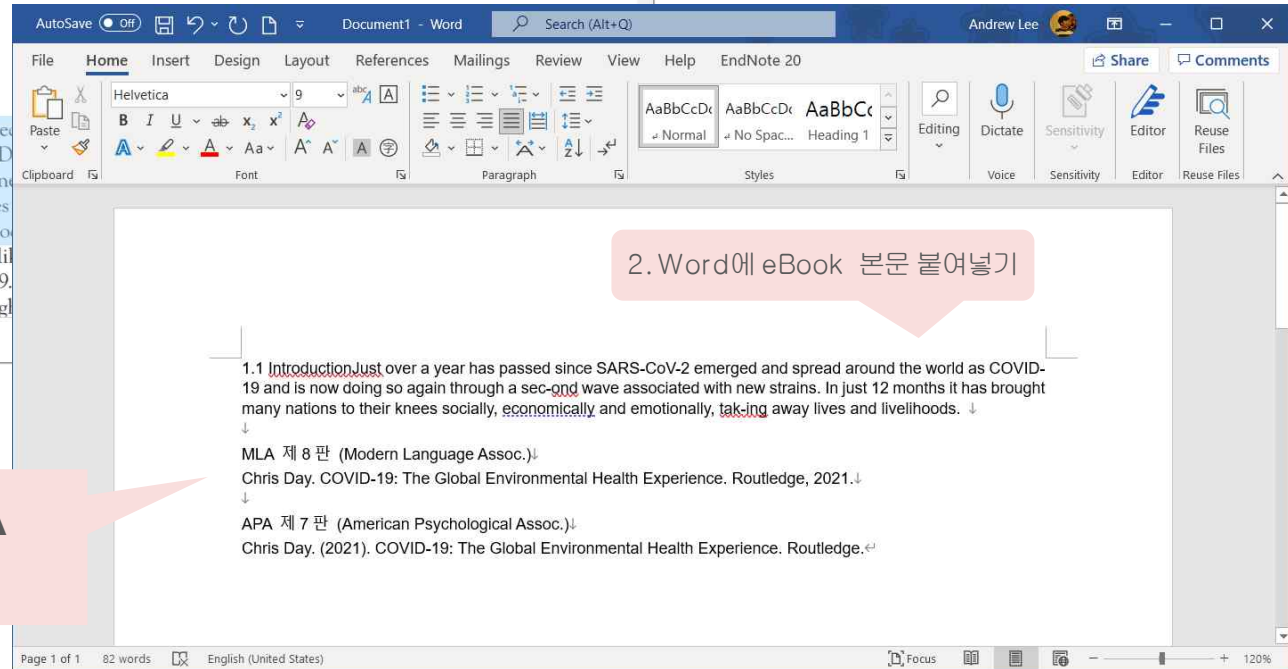 AutoSave Off Document1 - Word Search (Alt+Q) Andrew Lee
File Home Insert Design Layout References Mailings Review View Help EndNote 20 Share Comments
Helvetica 9
Paste
B I U ab x₂ x² A
A A Aa A A A 字
AaBbCcDc AaBbCcDc AaBbCc
Normal No Spac... Heading 1
Editing Dictate Sensitivity Editor Reuse Files
Clipboard Font Paragraph Styles Voice Sensitivity Editor Reuse Files
2. Word에 eBook 본문 붙여넣기
1.1 IntroductionJust over a year has passed since SARS-CoV-2 emerged and spread around the world as COVID-
19 and is now doing so again through a sec-ond wave associated with new strains. In just 12 months it has brought
many nations to their knees socially, economically and emotionally, tak-ing away lives and livelihoods.
MLA 제 8 판 (Modern Language Assoc.)
Chris Day. COVID-19: The Global Environmental Health Experience. Routledge, 2021.
APA 제 7 판 (American Psychological Assoc.)
Chris Day. (2021). COVID-19: The Global Environmental Health Experience. Routledge.
Page 1 of 1 82 words English (United States) Focus 120%